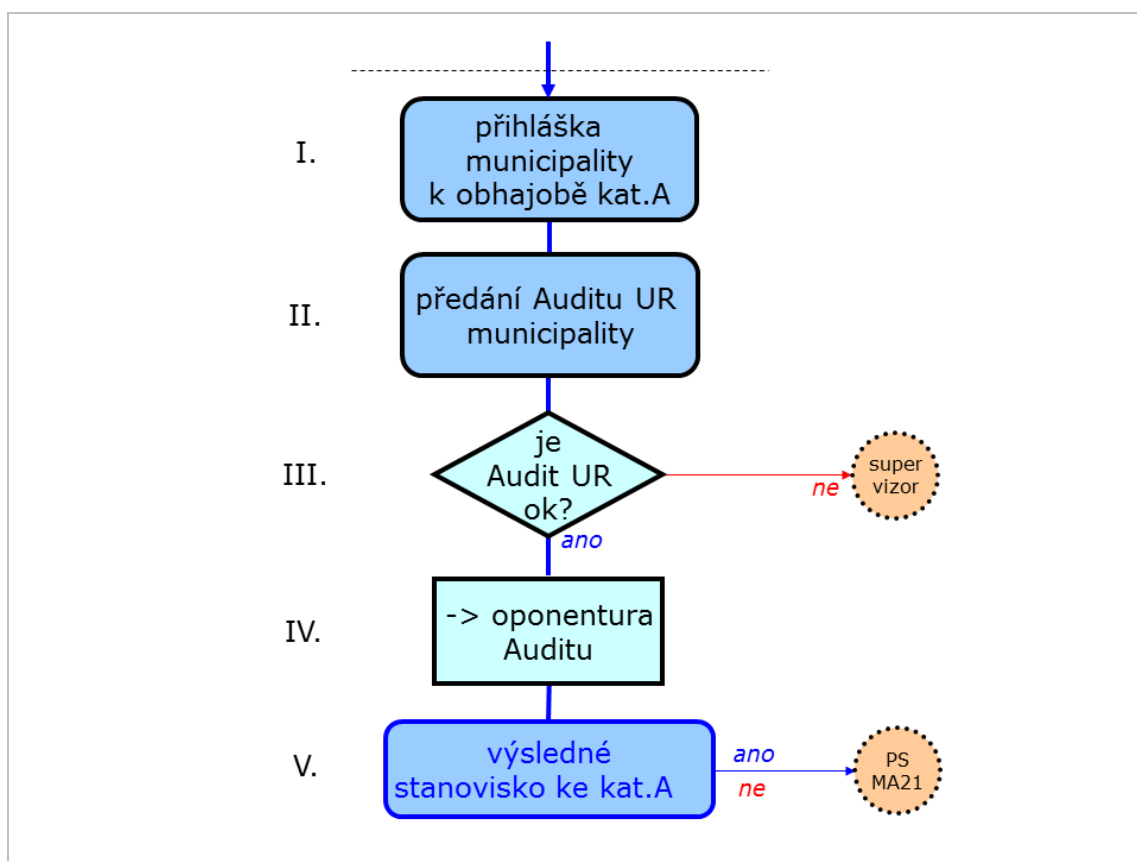 I.
přihláška
municipality
k obhajobě kat.A
II.
předání Auditu UR
municipality
III.
je
Audit UR
ok?
ne
super
vizor
ano
IV.
-> oponentura
Auditu
V.
výsledné
stanovisko ke kat.A
ano
ne
PS
MA21